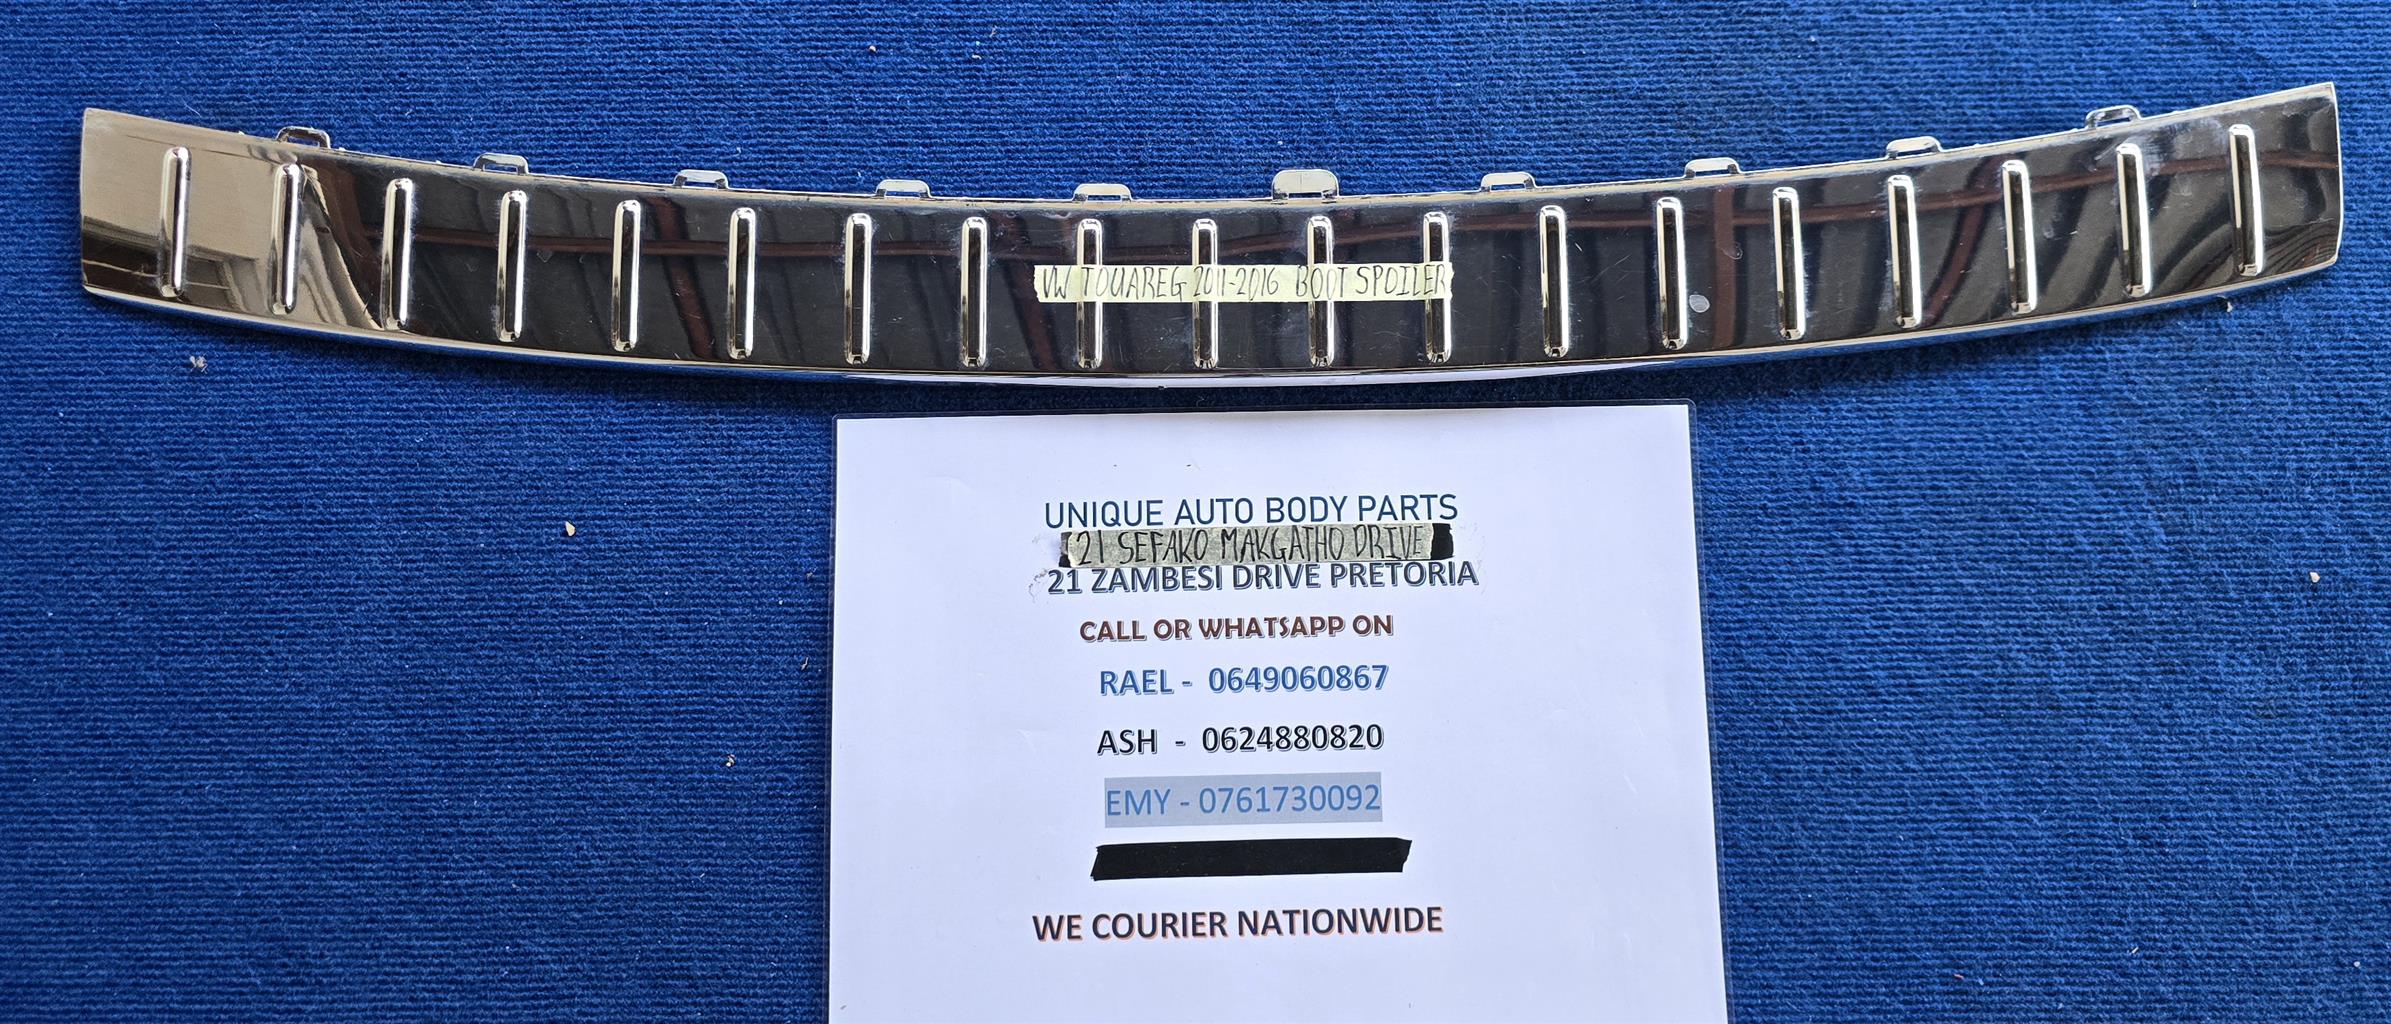 VW TOUAREG 2011-2016 BOOT SPOILER
UNIQUE AUTO BODY PARTS
21 SEFAKO MAKGATHO DRIVE
21 ZAMBESI DRIVE PRETORIA
CALL OR WHATSAPP ON
RAEL - 0649060867
ASH - 0624880820
EMY - 0761730092
WE COURIER NATIONWIDE